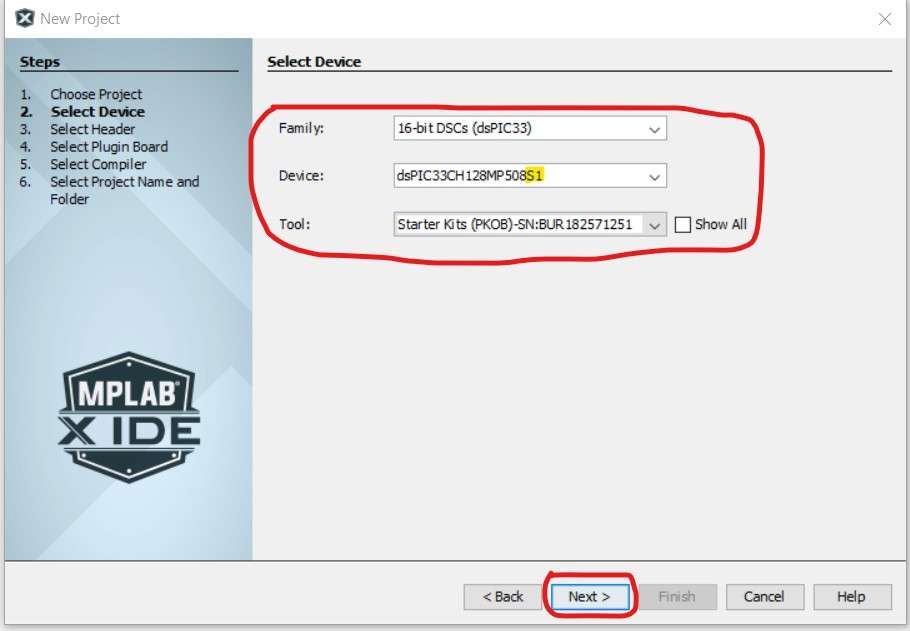 New Project
Steps
1. Choose Project
2. Select Device
3. Select Header
4. Select Plugin Board
5. Select Compiler
6. Select Project Name and
Folder
MPLAB®
X IDE
Select Device
Family: 16-bit DSCs (dsPIC33)
Device: dsPIC33CH128MP508S1
Tool: Starter Kits (PKOB)-SN:BUR182571251 Show All
< Back Next > Finish Cancel Help